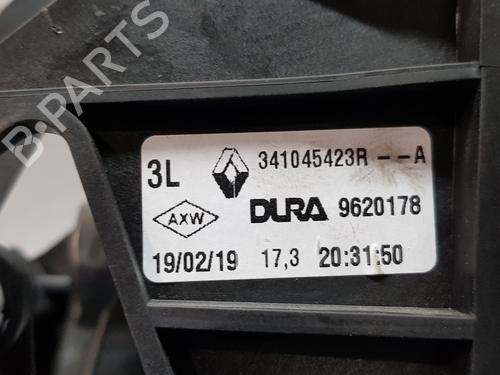 B-PARTS
3L 341045423R - - A
AXW DURA 9620178
19/02/19 17,3 20:31:50